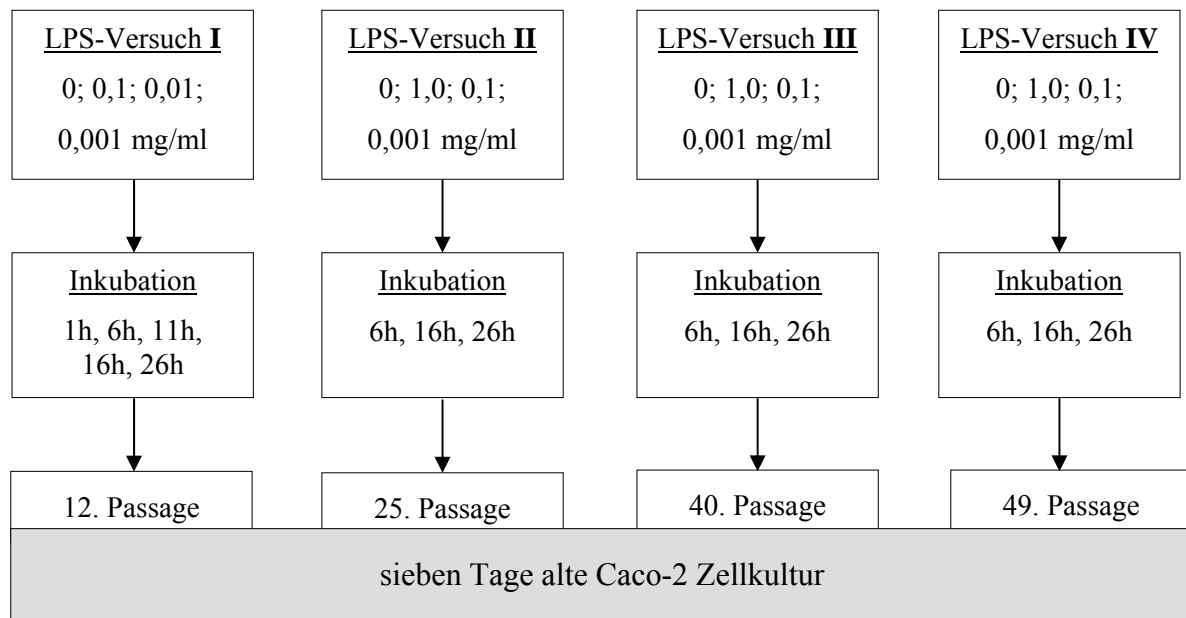 LPS-Versuch I
0; 0,1; 0,01;
0,001 mg/ml
Inkubation
1h, 6h, 11h,
16h, 26h
12. Passage
LPS-Versuch II
0; 1,0; 0,1;
0,001 mg/ml
Inkubation
6h, 16h, 26h
25. Passage
LPS-Versuch III
0; 1,0; 0,1;
0,001 mg/ml
Inkubation
6h, 16h, 26h
40. Passage
LPS-Versuch IV
0; 1,0; 0,1;
0,001 mg/ml
Inkubation
6h, 16h, 26h
49. Passage
sieben Tage alte Caco-2 Zellkultur